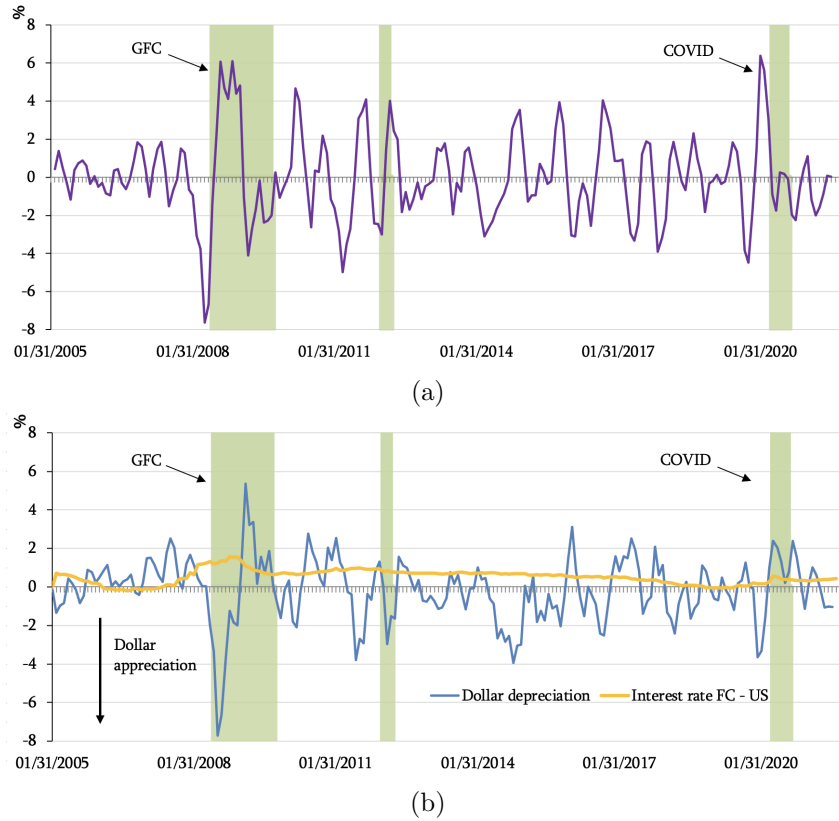 %
8
GFC
COVID
6
4
2
0
-2
-4
-6
-8
01/31/2005 01/31/2008 01/31/2011 01/31/2014 01/31/2017 01/31/2020
(a)
%
8
GFC
COVID
6
4
2
0
-2
Dollar
appreciation
-4
-6
Dollar depreciation Interest rate FC - US
-8
01/31/2005 01/31/2008 01/31/2011 01/31/2014 01/31/2017 01/31/2020
(b)